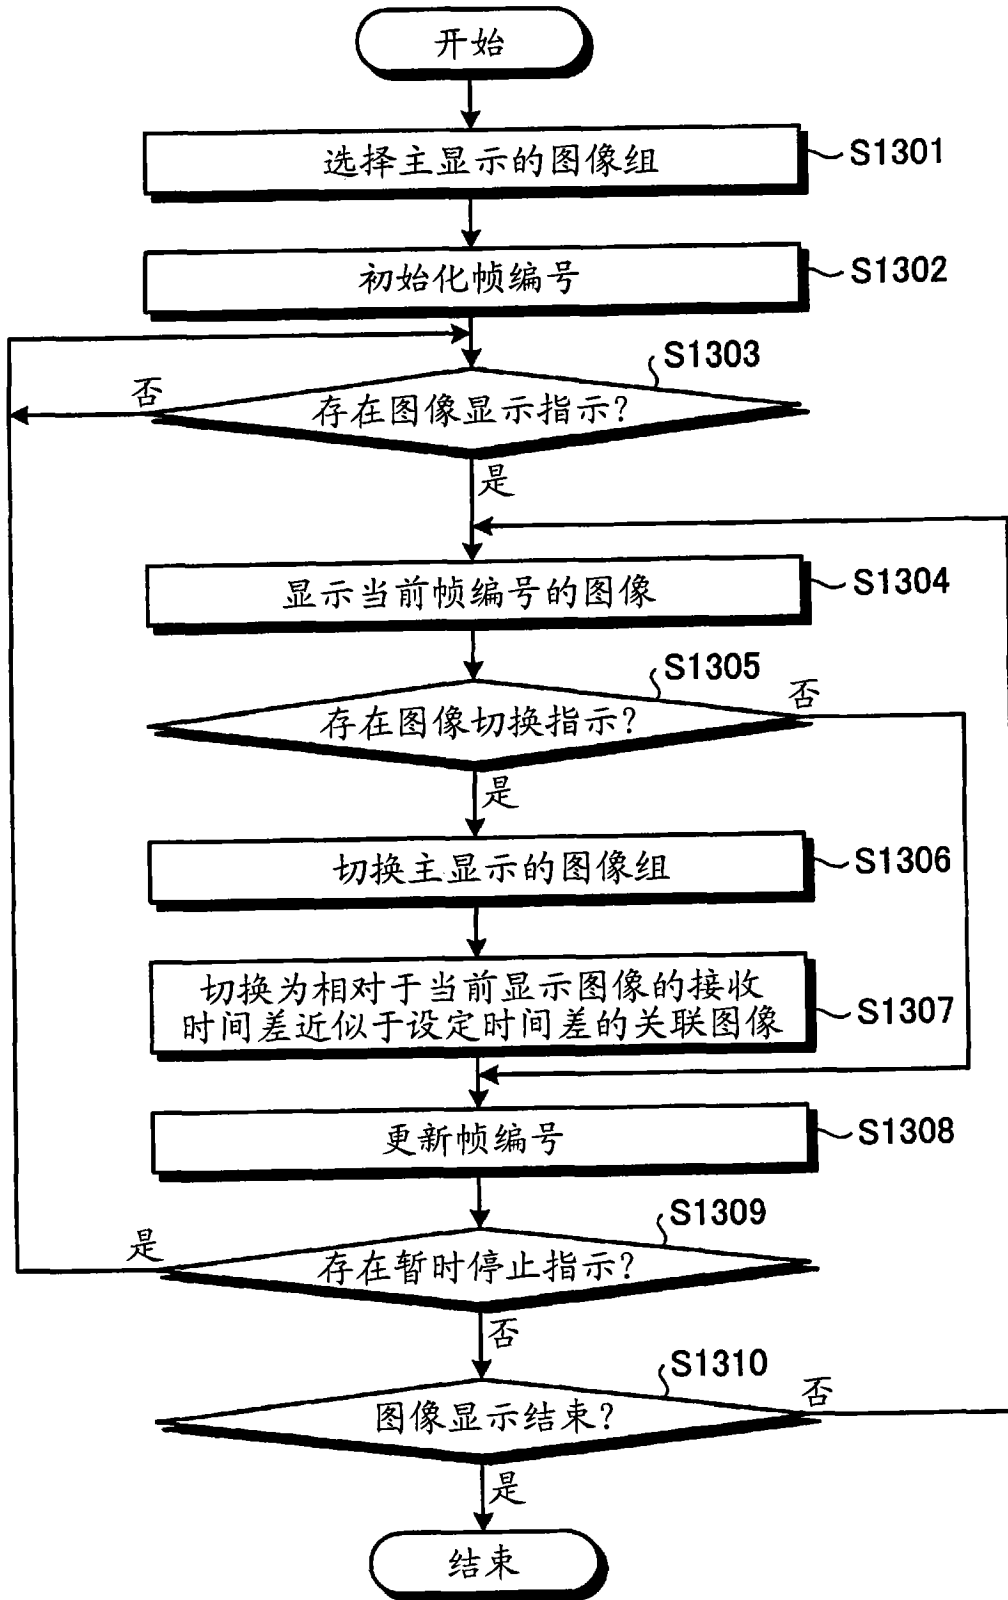 开始
选择主显示的图像组
S1301
初始化帧编号
S1302
S1303
否
存在图像显示指示?
是
显示当前帧编号的图像
S1304
S1305
存在图像切换指示?
否
是
切换主显示的图像组
S1306
切换为相对于当前显示图像的接收
时间差近似于设定时间差的关联图像
S1307
更新帧编号
S1308
S1309
是
存在暂时停止指示?
否
S1310
图像显示结束?
否
是
结束